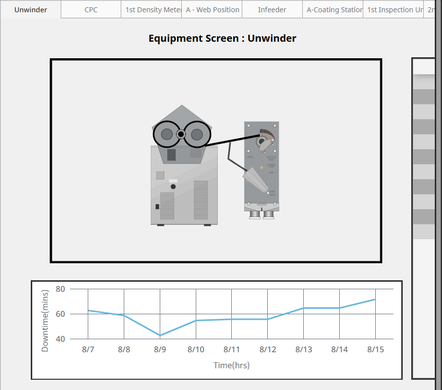 Unwinder CPC 1st Density Meter A - Web Position Infeeder A-Coating Station 1st Inspection Un
Equipment Screen : Unwinder
Downtime(mins)
80
60
40
8/7 8/8 8/9 8/10 8/11 8/12 8/13 8/14 8/15
Time(hrs)